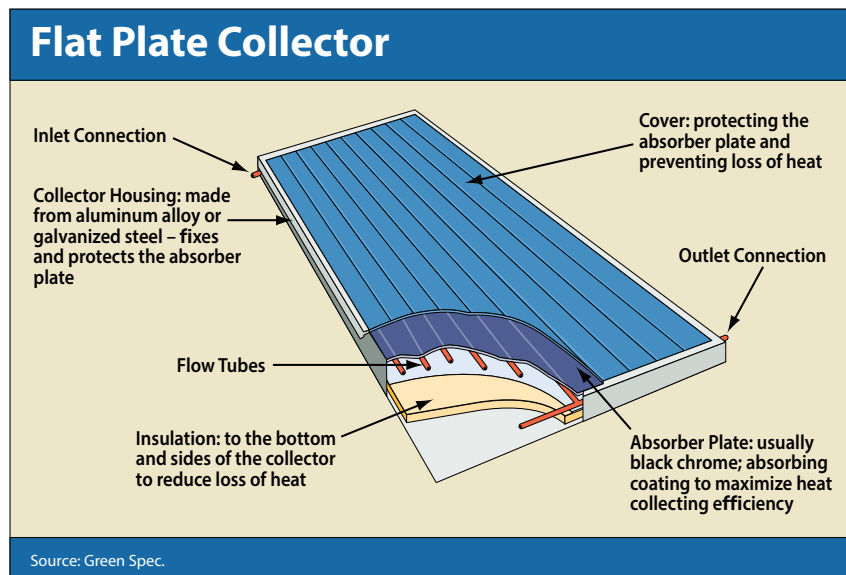 Flat Plate Collector
Inlet Connection
Cover: protecting the
absorber plate and
preventing loss of heat
Collector Housing: made
from aluminum alloy or
galvanized steel – fixes
and protects the absorber
plate
Outlet Connection
Flow Tubes
Insulation: to the bottom
and sides of the collector
to reduce loss of heat
Absorber Plate: usually
black chrome; absorbing
coating to maximize heat
collecting efficiency
Source: Green Spec.